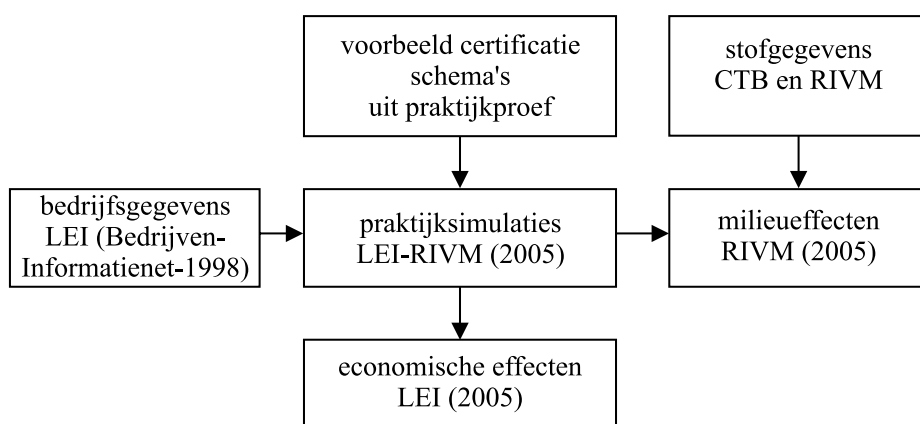 voorbeeld certificatie
schema's
uit praktijkproef
stofgegevens
CTB en RIVM
bedrijfsgegevens
LEI (Bedrijven-
Informatienet-1998)
praktijksimulaties
LEI-RIVM (2005)
milieueffecten
RIVM (2005)
economische effecten
LEI (2005)